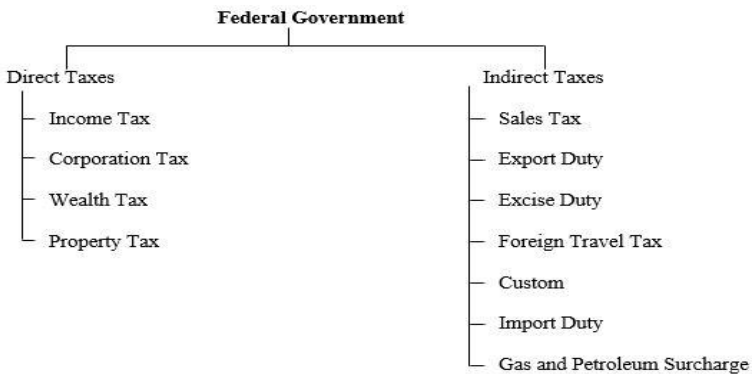 Federal Government
Direct Taxes
Income Tax
Corporation Tax
Wealth Tax
Property Tax
Indirect Taxes
Sales Tax
Export Duty
Excise Duty
Foreign Travel Tax
Custom
Import Duty
Gas and Petroleum Surcharge